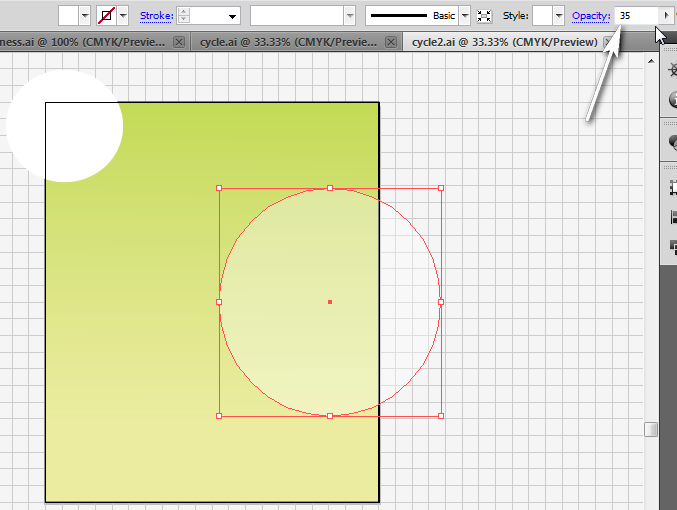 Stroke: Basic Style: Opacity: 35
ness.ai @ 100% (CMYK/Previe... cycle.ai @ 33.33% (CMYK/Previe... cycle2.ai @ 33.33% (CMYK/Preview)